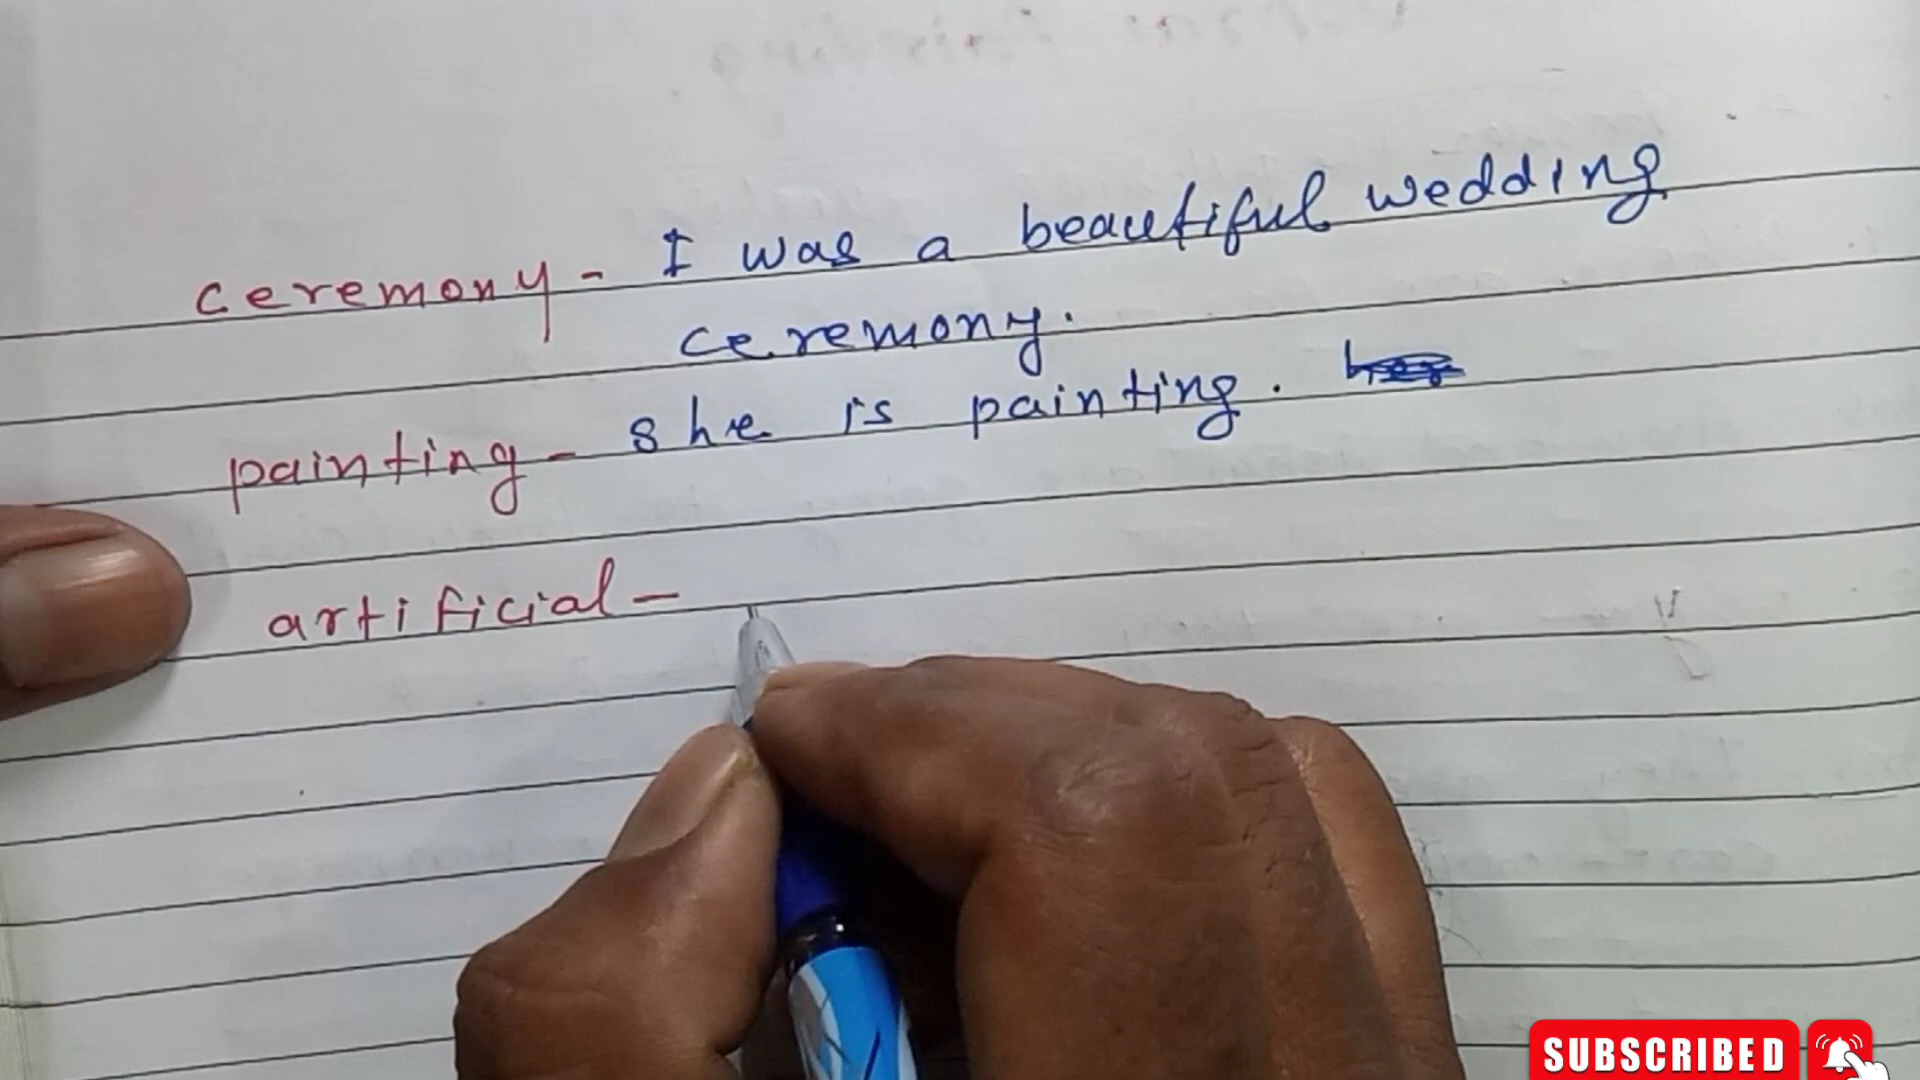 ceremony - I was a beautiful wedding
ceremony.
painting - she is painting.
artificial -
SUBSCRIBED